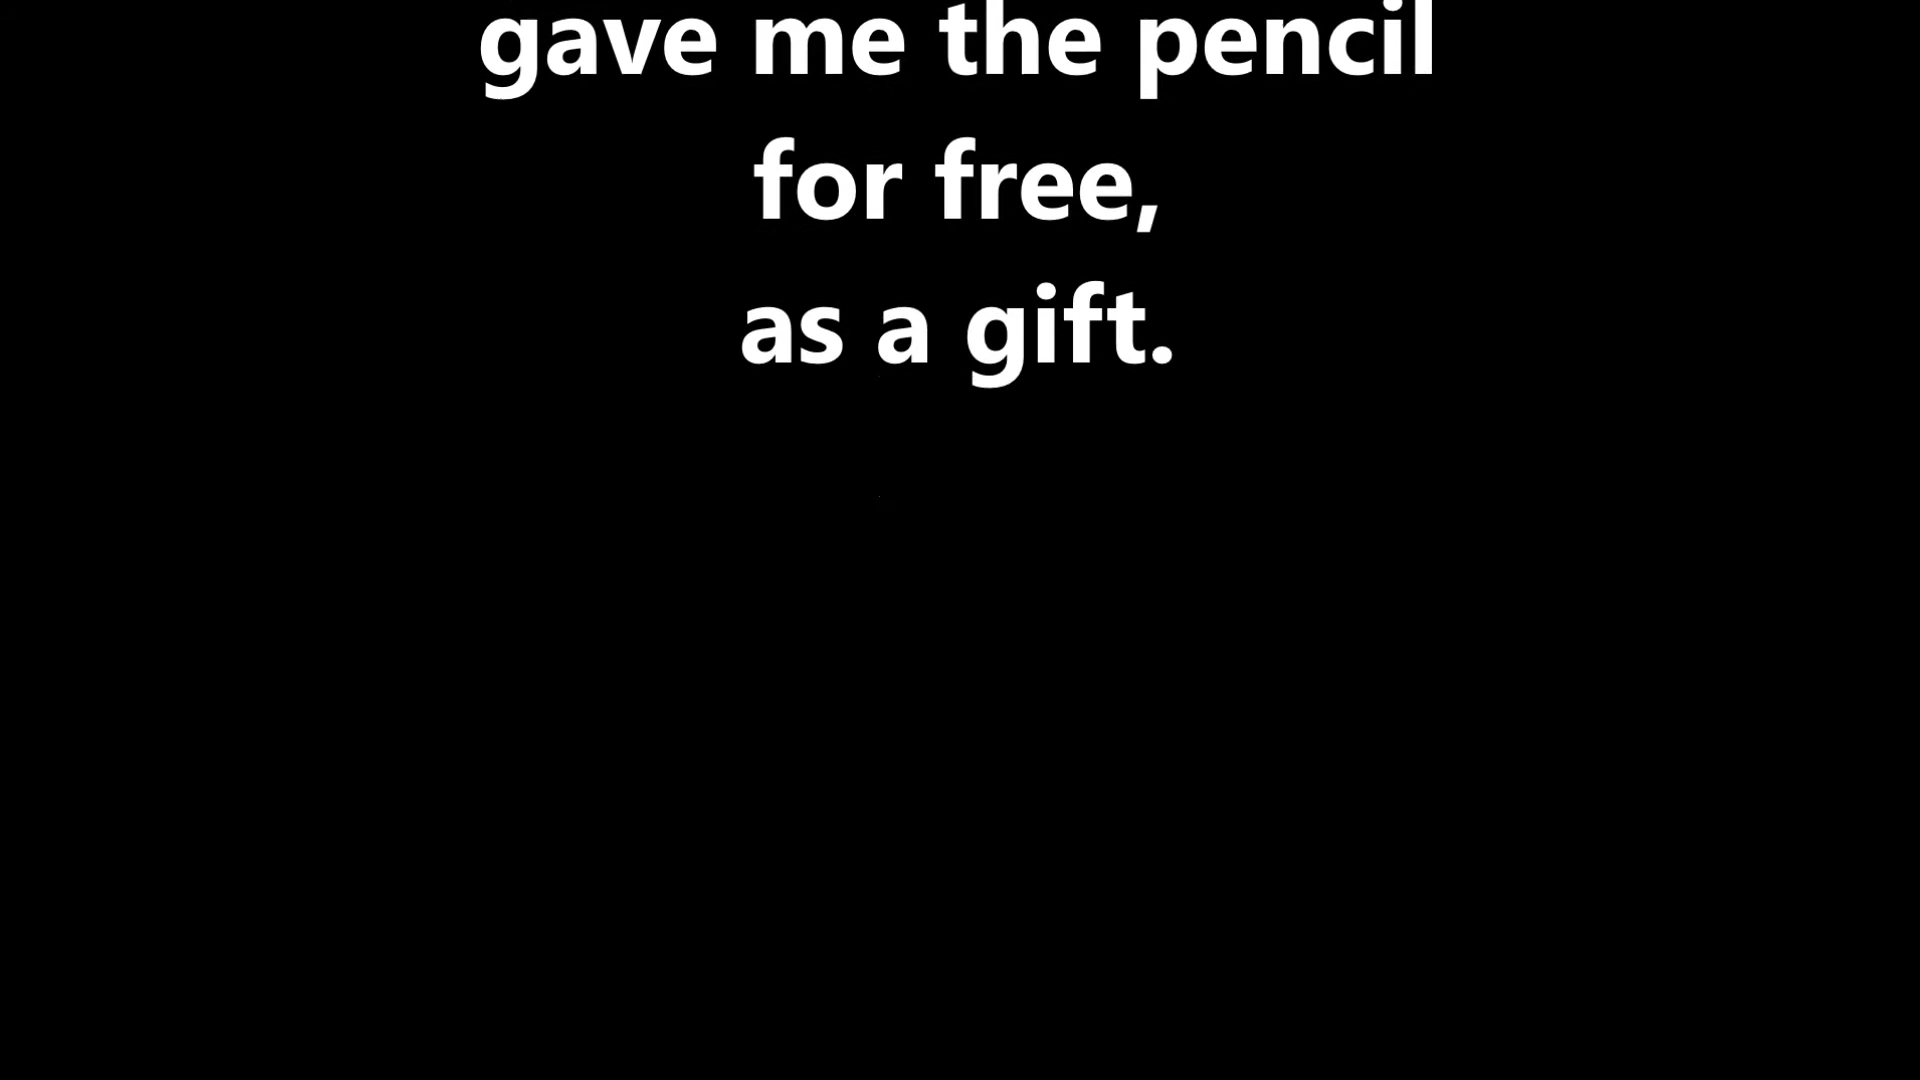 gave me the pencil
for free,
as a gift.